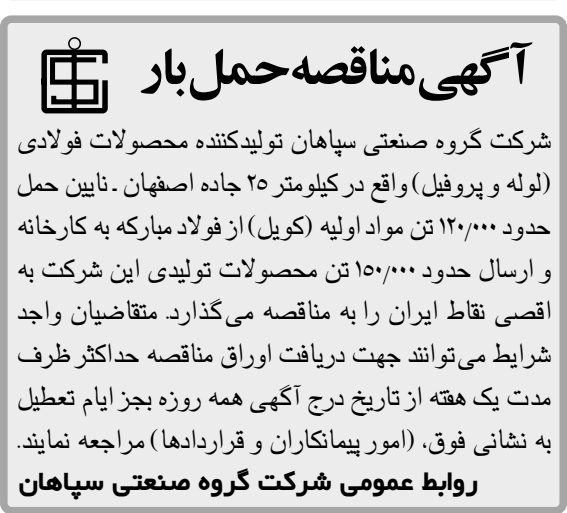 آگهی مناقصه حمل بار
شرکت گروه صنعتی سپاهان تولیدکننده محصولات فولادی
(لوله و پروفیل) واقع در کیلومتر ۲۵ جاده اصفهان ـ نایین حمل
حدود ۱۲۰/۰۰۰ تن مواد اولیه (کویل) از فولاد مبارکه به کارخانه
و ارسال حدود ۱۵۰/۰۰۰ تن محصولات تولیدی این شرکت به
اقصی نقاط ایران را به مناقصه می‌گذارد. متقاضیان واجد
شرایط می‌توانند جهت دریافت اوراق مناقصه حداکثر ظرف
مدت یک هفته از تاریخ درج آگهی همه روزه بجز ایام تعطیل
به نشانی فوق، (امور پیمانکاران و قراردادها) مراجعه نمایند.
روابط عمومی شرکت گروه صنعتی سپاهان